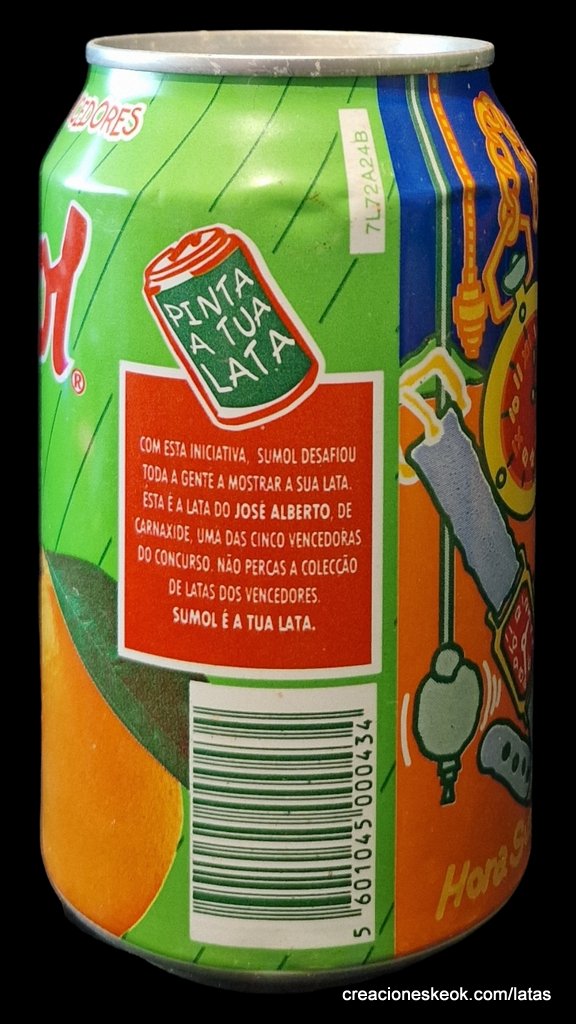 7L72A24B
PINTA
A TUA
LATA
®
COM ESTA INICIATIVA, SUMOL DESAFIOU
TODA A GENTE A MOSTRAR A SUA LATA.
ESTA É A LATA DO JOSÉ ALBERTO, DE
CARNAXIDE, UMA DAS CINCO VENCEDORAS
DO CONCURSO. NÃO PERCAS A COLECÇÃO
DE LATAS DOS VENCEDORES.
SUMOL É A TUA LATA.
5 601045 000434
Hora
creacioneskeok.com/latas